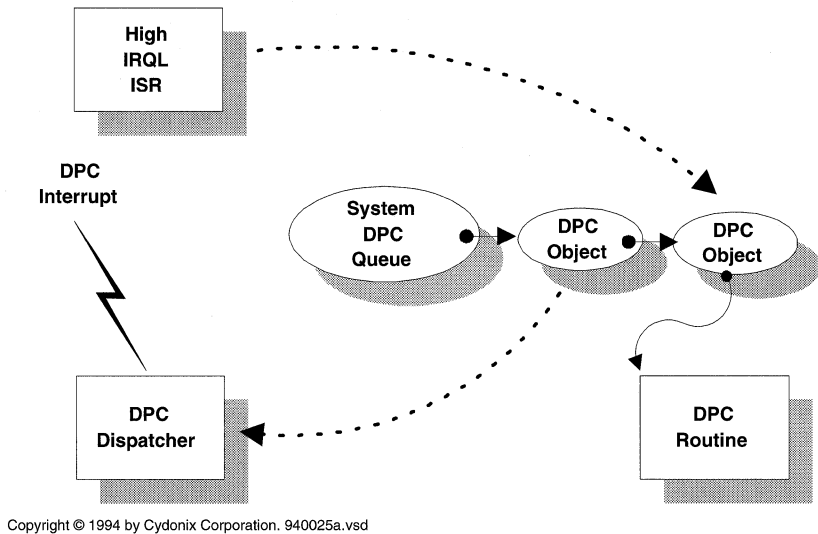 High
IRQL
ISR
DPC
Interrupt
System
DPC
Queue
DPC
Object
DPC
Object
DPC
Dispatcher
DPC
Routine
Copyright © 1994 by Cydonix Corporation. 940025a.vsd